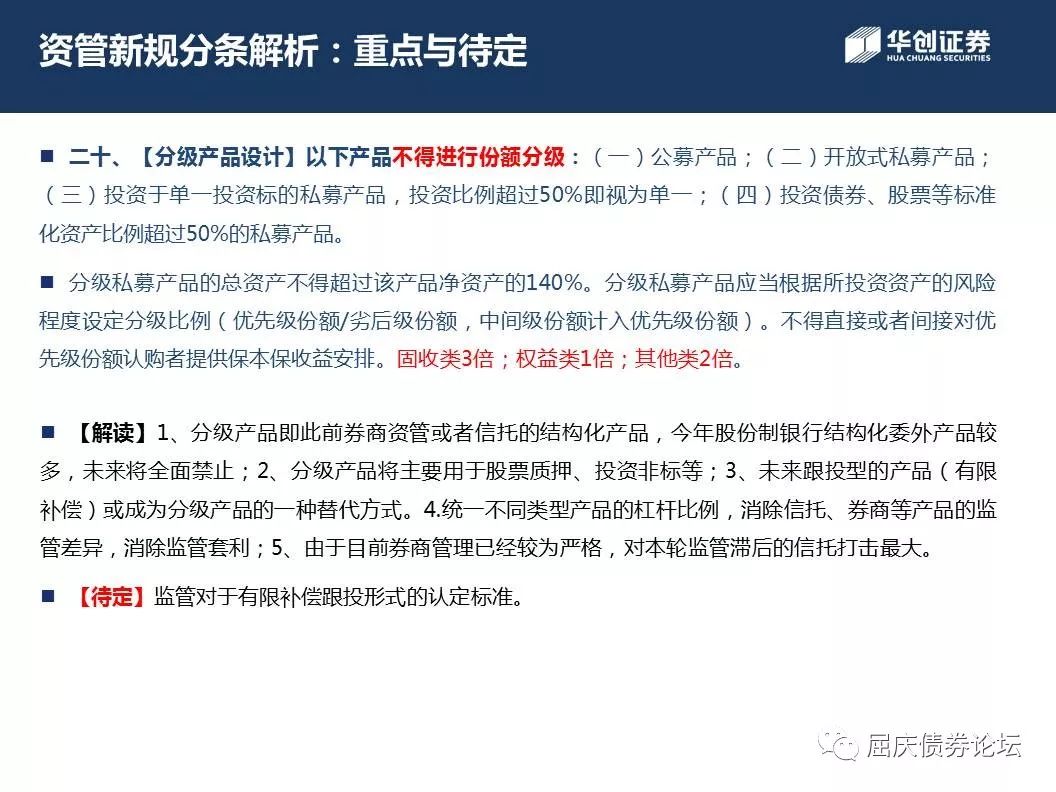 资管新规分条解析：重点与待定
华创证券
HUA CHUANG SECURITIES
■ 二十、【分级产品设计】以下产品不得进行份额分级：（一）公募产品；（二）开放式私募产品；
（三）投资于单一投资标的私募产品，投资比例超过50%即视为单一；（四）投资债券、股票等标准
化资产比例超过50%的私募产品。
■ 分级私募产品的总资产不得超过该产品净资产的140%。分级私募产品应当根据所投资资产的风险
程度设定分级比例（优先级份额/劣后级份额，中间级份额计入优先级份额）。不得直接或者间接对优
先级份额认购者提供保本保收益安排。固收类3倍；权益类1倍；其他类2倍。
■ 【解读】1、分级产品即此前券商资管或者信托的结构化产品，今年股份制银行结构化委外产品较
多，未来将全面禁止；2、分级产品将主要用于股票质押、投资非标等；3、未来跟投型的产品（有限
补偿）或成为分级产品的一种替代方式。4.统一不同类型产品的杠杆比例，消除信托、券商等产品的监
管差异，消除监管套利；5、由于目前券商管理已经较为严格，对本轮监管滞后的信托打击最大。
■ 【待定】监管对于有限补偿跟投形式的认定标准。
屈庆债券论坛